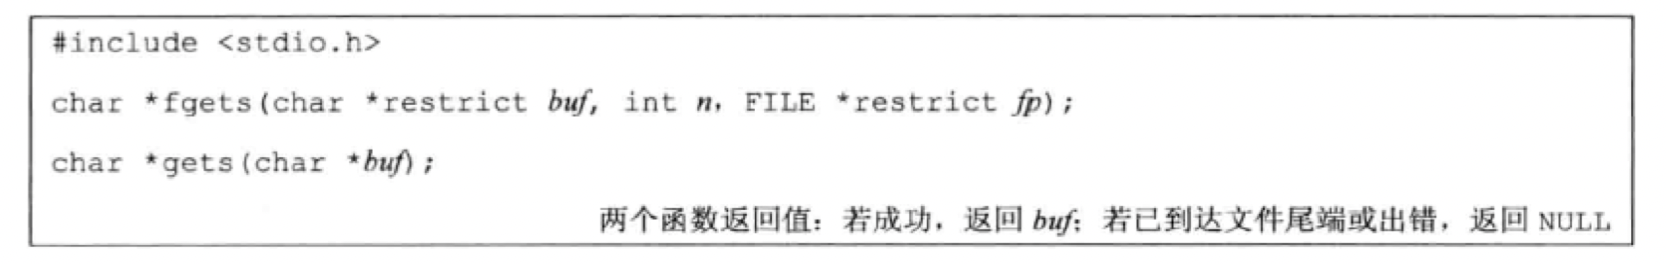 #include <stdio.h>
char *fgets(char *restrict buf, int n, FILE *restrict fp);
char *gets(char *buf);
两个函数返回值：若成功，返回 buf；若已到达文件尾端或出错，返回 NULL